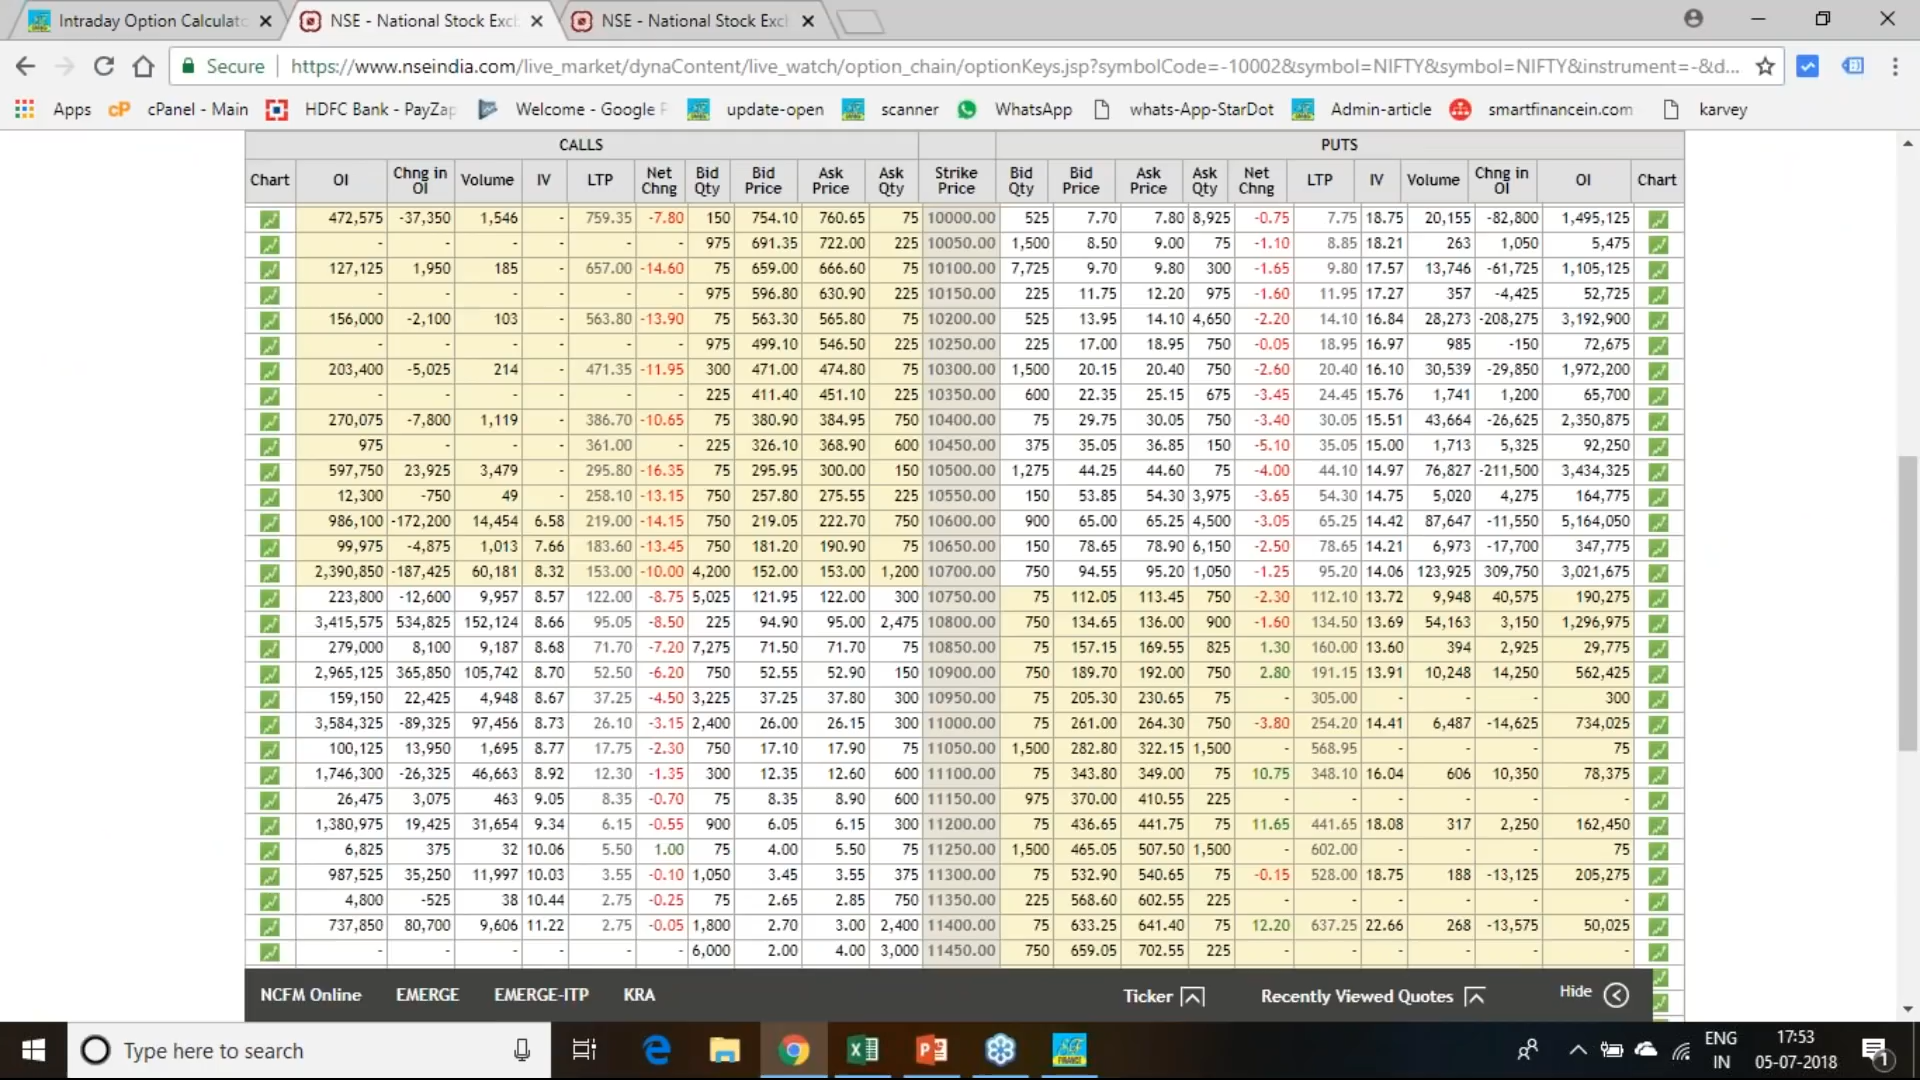 Intraday Option Calculato
NSE - National Stock Exch
NSE - National Stock Excl
Secure https://www.nseindia.com/live_market/dynaContent/live_watch/option_chain/optionKeys.jsp?symbolCode=-10002&symbol=NIFTY&symbol=NIFTY&instrument=-&d...
Apps cPanel - Main HDFC Bank - PayZap Welcome - Google P update-open scanner WhatsApp whats-App-StarDot Admin-article smartfinancein.com karvey
CALLS PUTS
Chart OI Chng in OI Volume IV LTP Net Chng Bid Qty Bid Price Ask Price Ask Qty Strike Price Bid Qty Bid Price Ask Price Ask Qty Net Chng LTP IV Volume Chng in OI OI Chart
472,575 -37,350 1,546 - 759.35 -7.80 150 754.10 760.65 75 10000.00 525 7.70 7.80 8,925 -0.75 7.75 18.75 20,155 -82,800 1,495,125
- - - - - - 975 691.35 722.00 225 10050.00 1,500 8.50 9.00 75 -1.10 8.85 18.21 263 1,050 5,475
127,125 1,950 185 - 657.00 -14.60 75 659.00 666.60 75 10100.00 7,725 9.70 9.80 300 -1.65 9.80 17.57 13,746 -61,725 1,105,125
- - - - - - 975 596.80 630.90 225 10150.00 225 11.75 12.20 975 -1.60 11.95 17.27 357 -4,425 52,725
156,000 -2,100 103 - 563.80 -13.90 75 563.30 565.80 75 10200.00 525 13.95 14.10 4,650 -2.20 14.10 16.84 28,273 -208,275 3,192,900
- - - - - - 975 499.10 546.50 225 10250.00 225 17.00 18.95 750 -0.05 18.95 16.97 985 -150 72,675
203,400 -5,025 214 - 471.35 -11.95 300 471.00 474.80 75 10300.00 1,500 20.15 20.40 750 -2.60 20.40 16.10 30,539 -29,850 1,972,200
- - - - - - 225 411.40 451.10 225 10350.00 600 22.35 25.15 675 -3.45 24.45 15.76 1,741 1,200 65,700
270,075 -7,800 1,119 - 386.70 -10.65 75 380.90 384.95 750 10400.00 75 29.75 30.05 750 -3.40 30.05 15.51 43,664 -26,625 2,350,875
975 - - - 361.00 - 225 326.10 368.90 600 10450.00 375 35.05 36.85 150 -5.10 35.05 15.00 1,713 5,325 92,250
597,750 23,925 3,479 - 295.80 -16.35 75 295.95 300.00 150 10500.00 1,275 44.25 44.60 75 -4.00 44.10 14.97 76,827 -211,500 3,434,325
12,300 -750 49 - 258.10 -13.15 750 257.80 275.55 225 10550.00 150 53.85 54.30 3,975 -3.65 54.30 14.75 5,020 4,275 164,775
986,100 -172,200 14,454 6.58 219.00 -14.15 750 219.05 222.70 750 10600.00 900 65.00 65.25 4,500 -3.05 65.25 14.42 87,647 -11,550 5,164,050
99,975 -4,875 1,013 7.66 183.60 -13.45 750 181.20 190.90 75 10650.00 150 78.65 78.90 6,150 -2.50 78.65 14.21 6,973 -17,700 347,775
2,390,850 -187,425 60,181 8.32 153.00 -10.00 4,200 152.00 153.00 1,200 10700.00 750 94.55 95.20 1,050 -1.25 95.20 14.06 123,925 309,750 3,021,675
223,800 -12,600 9,957 8.57 122.00 -8.75 5,025 121.95 122.00 300 10750.00 75 112.05 113.45 750 -2.30 112.10 13.72 9,948 40,575 190,275
3,415,575 534,825 152,124 8.66 95.05 -8.50 225 94.90 95.00 2,475 10800.00 750 134.65 136.00 900 -1.60 134.50 13.69 54,163 3,150 1,296,975
279,000 8,100 9,187 8.68 71.70 -7.20 7,275 71.50 71.70 75 10850.00 75 157.15 169.55 825 1.30 160.00 13.60 394 2,925 29,775
2,965,125 365,850 105,742 8.70 52.50 -6.20 750 52.55 52.90 150 10900.00 750 189.70 192.00 750 2.80 191.15 13.91 10,248 14,250 562,425
159,150 22,425 4,948 8.67 37.25 -4.50 3,225 37.25 37.80 300 10950.00 75 205.30 230.65 75 - 305.00 - - - 300
3,584,325 -89,325 97,456 8.73 26.10 -3.15 2,400 26.00 26.15 300 11000.00 75 261.00 264.30 750 -3.80 254.20 14.41 6,487 -14,625 734,025
100,125 13,950 1,695 8.77 17.75 -2.30 750 17.10 17.90 75 11050.00 1,500 282.80 322.15 1,500 - 568.95 - - - 75
1,746,300 -26,325 46,663 8.92 12.30 -1.35 300 12.35 12.60 600 11100.00 75 343.80 349.00 75 10.75 348.10 16.04 606 10,350 78,375
26,475 3,075 463 9.05 8.35 -0.70 75 8.35 8.90 600 11150.00 975 370.00 410.55 225 - - - - - -
1,380,975 19,425 31,654 9.34 6.15 -0.55 900 6.05 6.15 300 11200.00 75 436.65 441.75 75 11.65 441.65 18.08 317 2,250 162,450
6,825 375 32 10.06 5.50 1.00 75 4.00 5.50 75 11250.00 1,500 465.05 507.50 1,500 - 602.00 - - - 75
987,525 35,250 11,997 10.03 3.55 -0.10 1,050 3.45 3.55 375 11300.00 75 532.90 540.65 75 -0.15 528.00 18.75 188 -13,125 205,275
4,800 -525 38 10.44 2.75 -0.25 75 2.65 2.85 750 11350.00 225 568.60 602.55 225 - - - - - -
737,850 80,700 9,606 11.22 2.75 -0.05 1,800 2.70 3.00 2,400 11400.00 75 633.25 641.40 75 12.20 637.25 22.66 268 -13,575 50,025
- - - - - - 6,000 2.00 4.00 3,000 11450.00 750 659.05 702.55 225 - - - - - -
NCFM Online EMERGE EMERGE-ITP KRA Ticker Recently Viewed Quotes Hide
Type here to search
ENG IN
17:53
05-07-2018
1